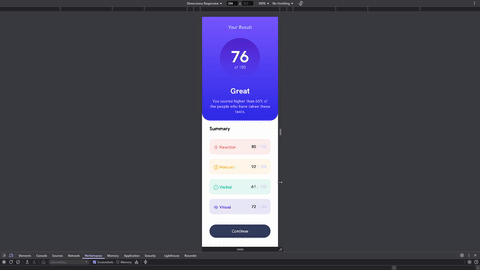 Dimensions: Responsive
100%
No throttling
Your Result
76
of 100
Great
You scored higher than 65% of
the people who have taken these
tests.
Summary
Reaction 80 / 100
Memory 92 / 100
Verbal 61 / 100
Visual 72 / 100
Continue
Elements Console Sources Network Performance Memory Application Security Lighthouse Recorder
Screenshots Memory